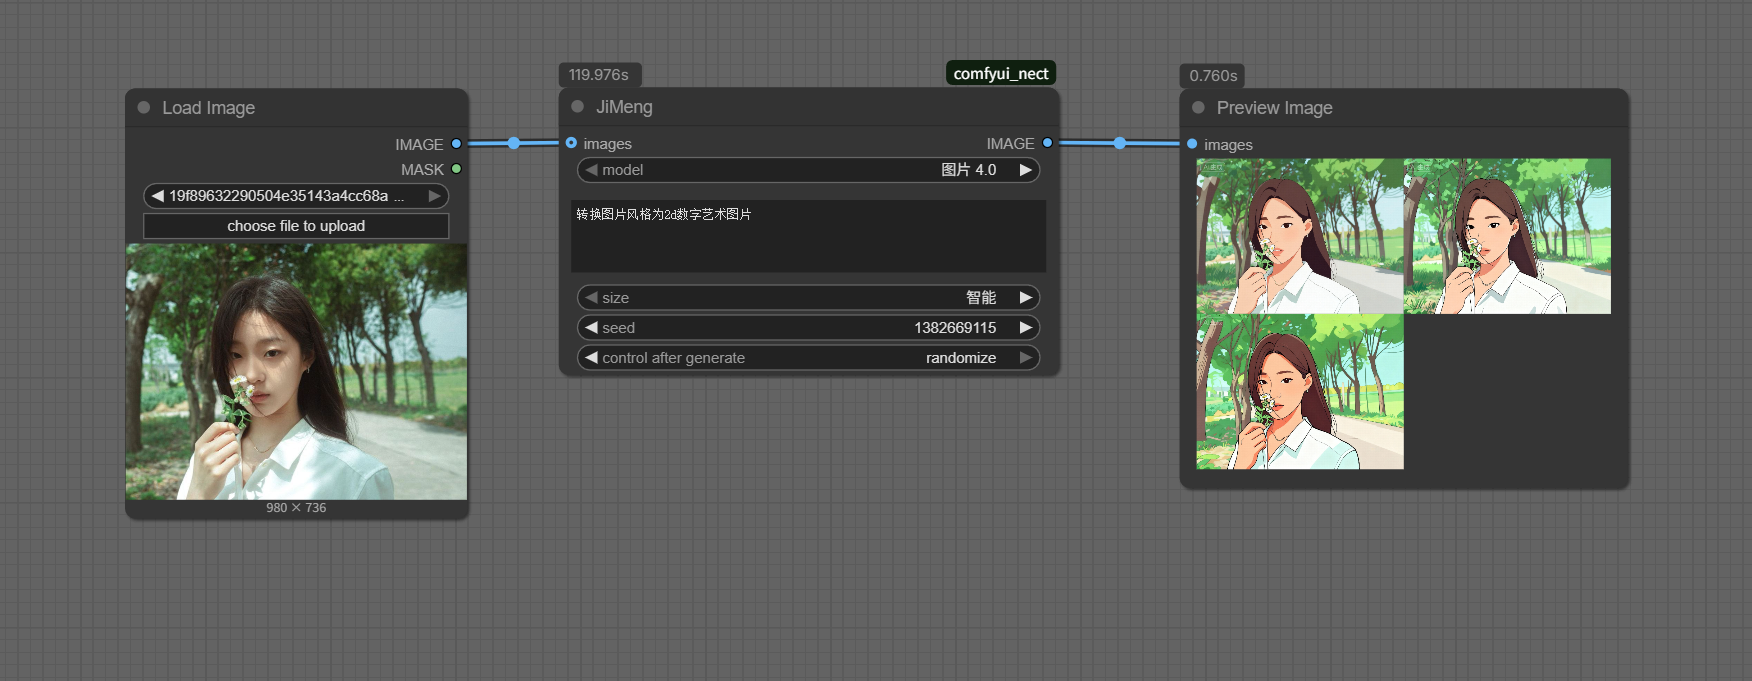 119.976s
comfyui_nect
0.760s
Load Image
JiMeng
Preview Image
IMAGE
images
IMAGE
images
MASK
model
图片 4.0
19f89632290504e35143a4cc68a ...
choose file to upload
转换图片风格为2d数字艺术图片
size
智能
seed
1382669115
control after generate
randomize
980 × 736